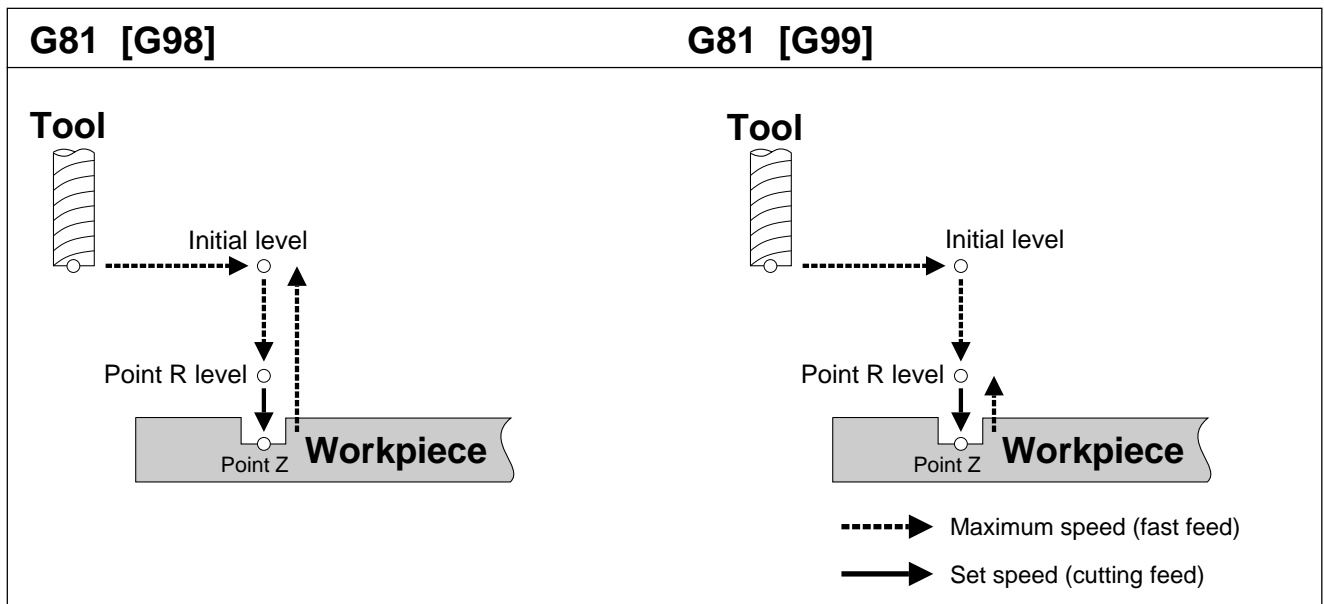 G81 [G98]
G81 [G99]
Tool
Initial level
Point R level
Point Z
Workpiece
Tool
Initial level
Point R level
Point Z
Workpiece
Maximum speed (fast feed)
Set speed (cutting feed)